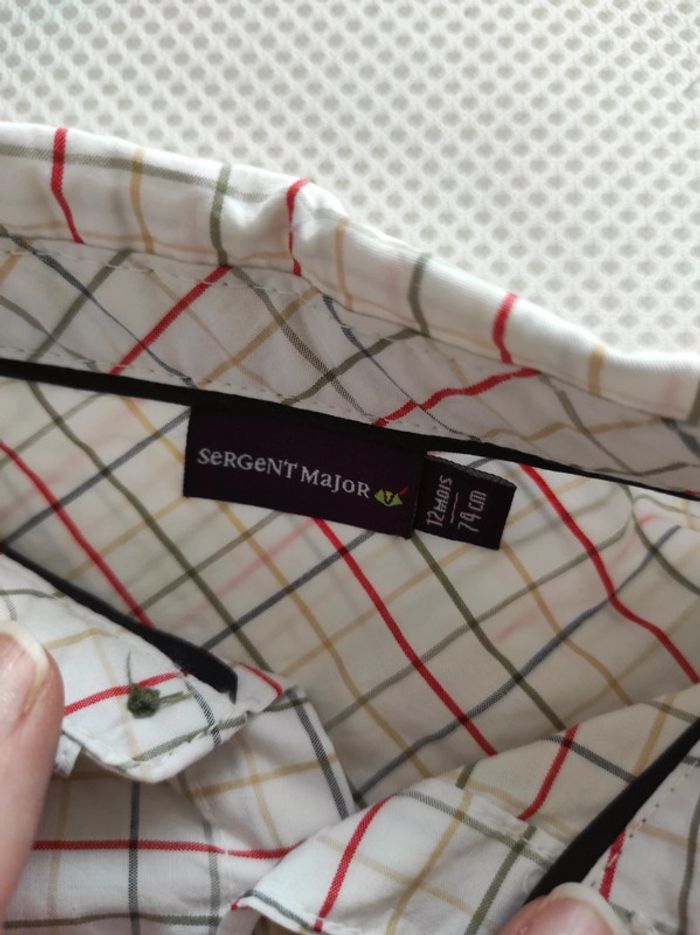 SeRGeNT MaJoR
12MOIS
74CM